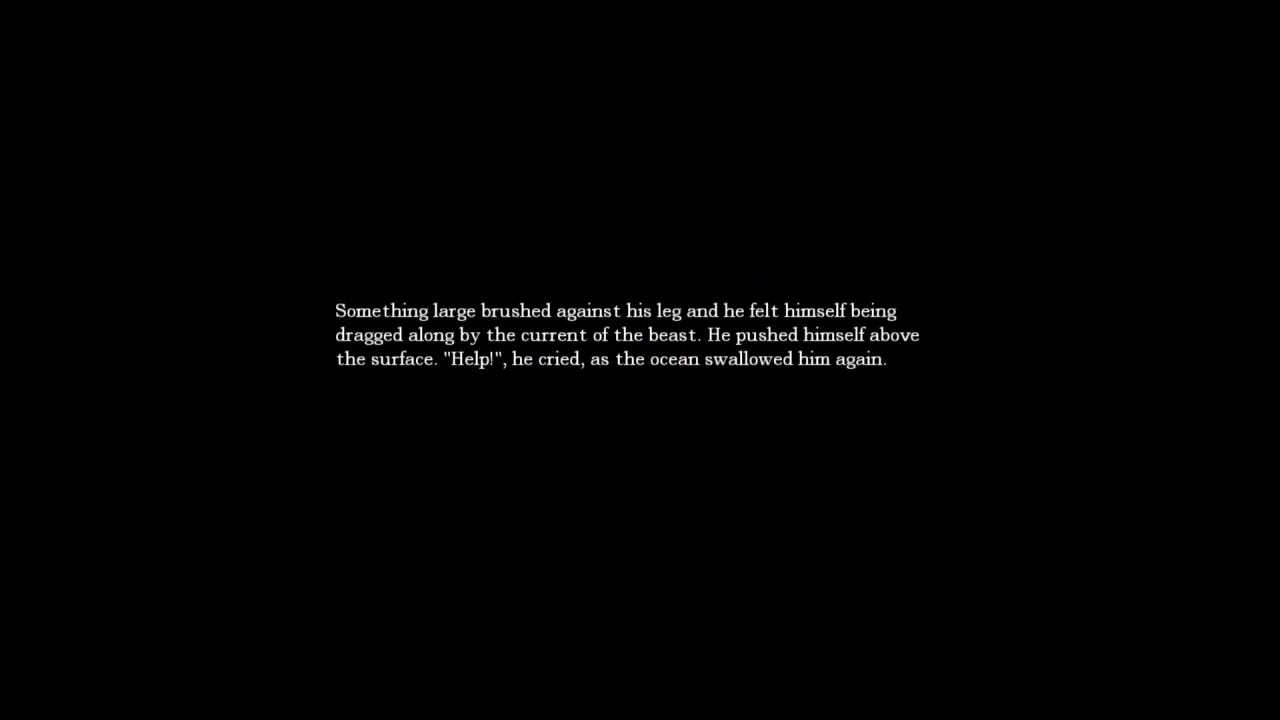 Something large brushed against his leg and he felt himself being
dragged along by the current of the beast. He pushed himself above
the surface. "Help!", he cried, as the ocean swallowed him again.